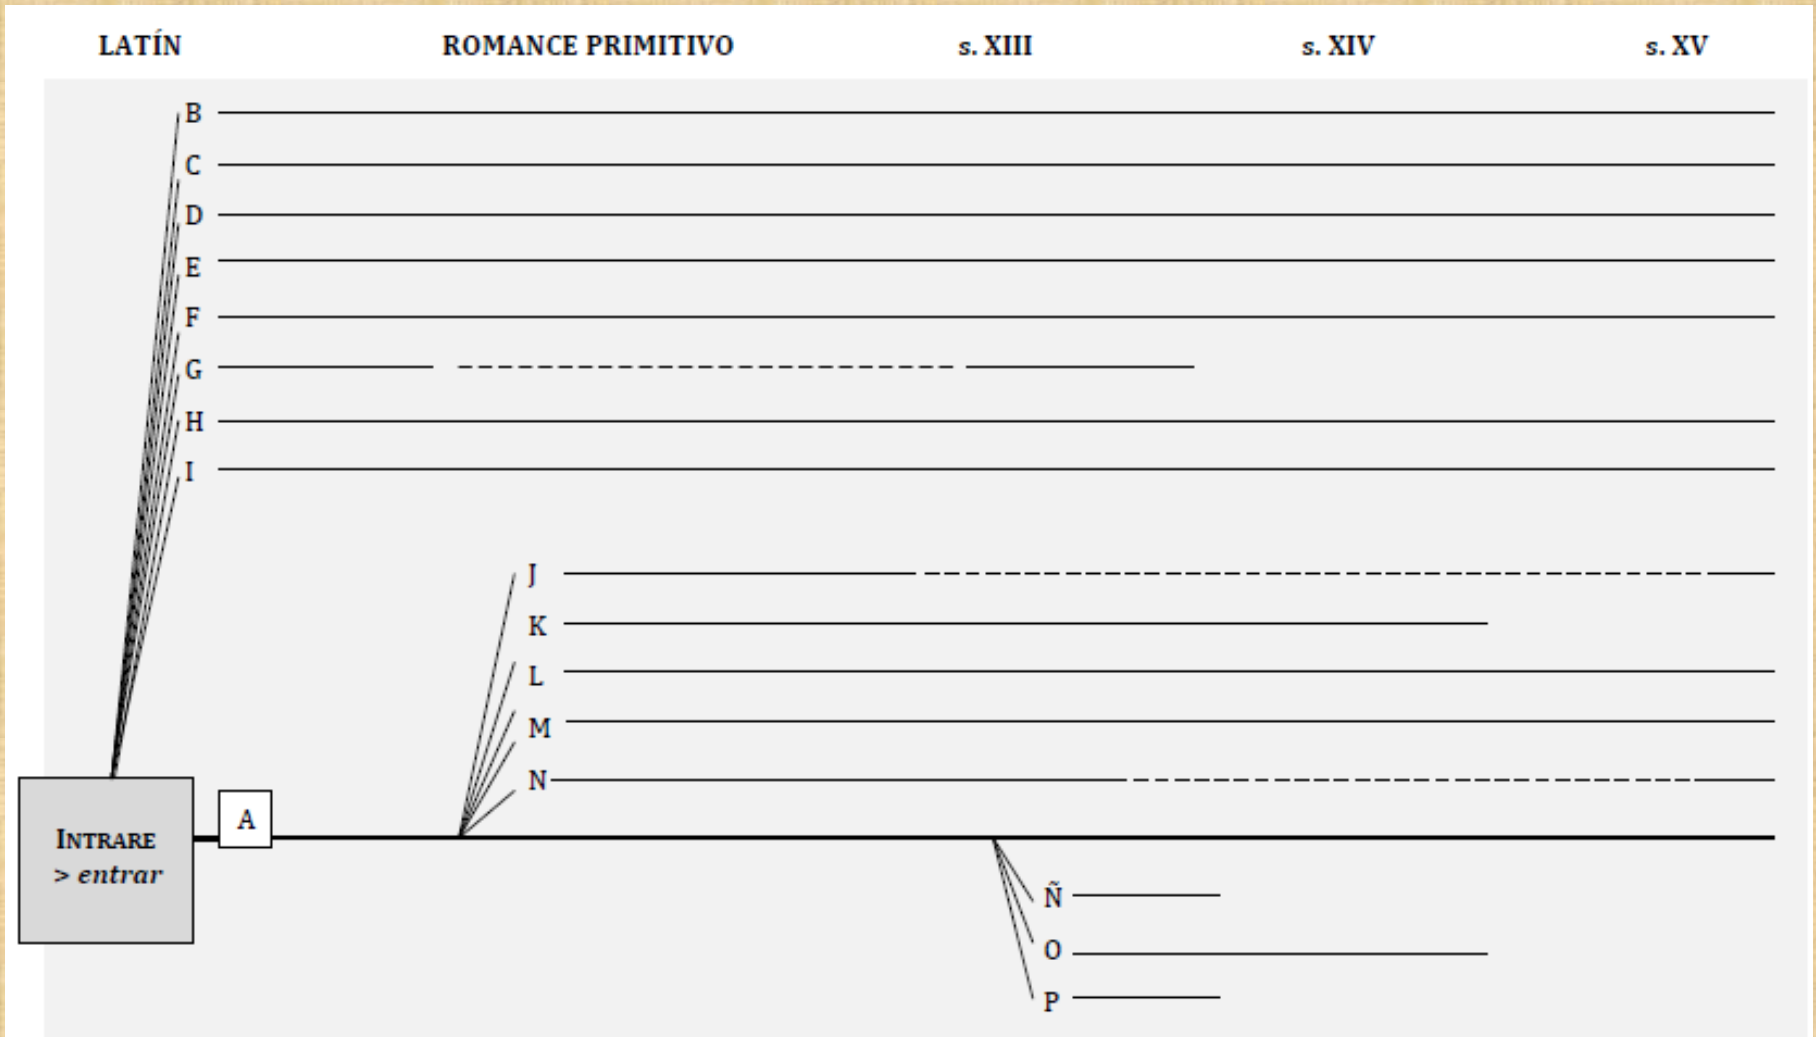 LATÍN ROMANCE PRIMITIVO s. XIII s. XIV s. XV
B
C
D
E
F
G
H
I
J
K
L
M
N
A
INTRARE
> entrar
Ñ
O
P